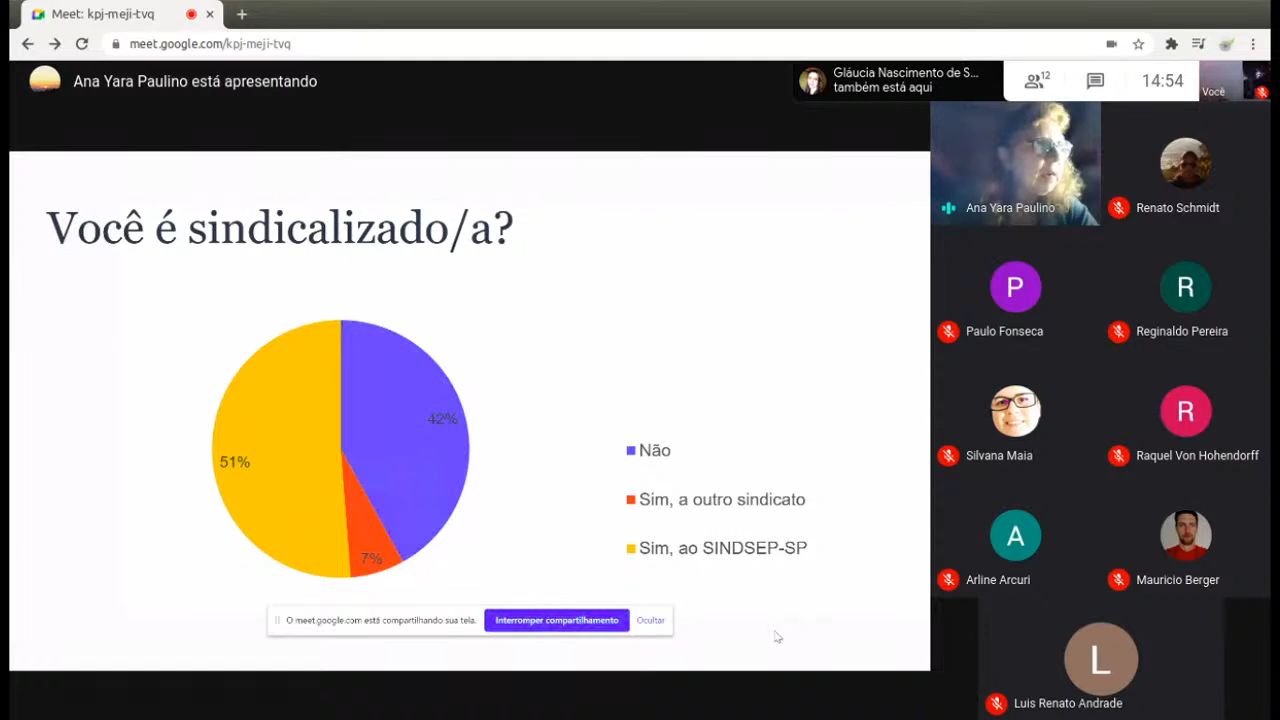 Meet: kpj-meji-tvq
meet.google.com/kpj-meji-tvq
Ana Yara Paulino está apresentando
Gláucia Nascimento de S...
também está aqui
12
14:54
Você
Você é sindicalizado/a?
42%
51%
7%
Não
Sim, a outro sindicato
Sim, ao SINDSEP-SP
O meet.google.com está compartilhando sua tela.
Interromper compartilhamento
Ocultar
Ana Yara Paulino
Renato Schmidt
P
R
Paulo Fonseca
Reginaldo Pereira
R
Silvana Maia
Raquel Von Hohendorff
A
Arline Arcuri
Mauricio Berger
L
Luis Renato Andrade